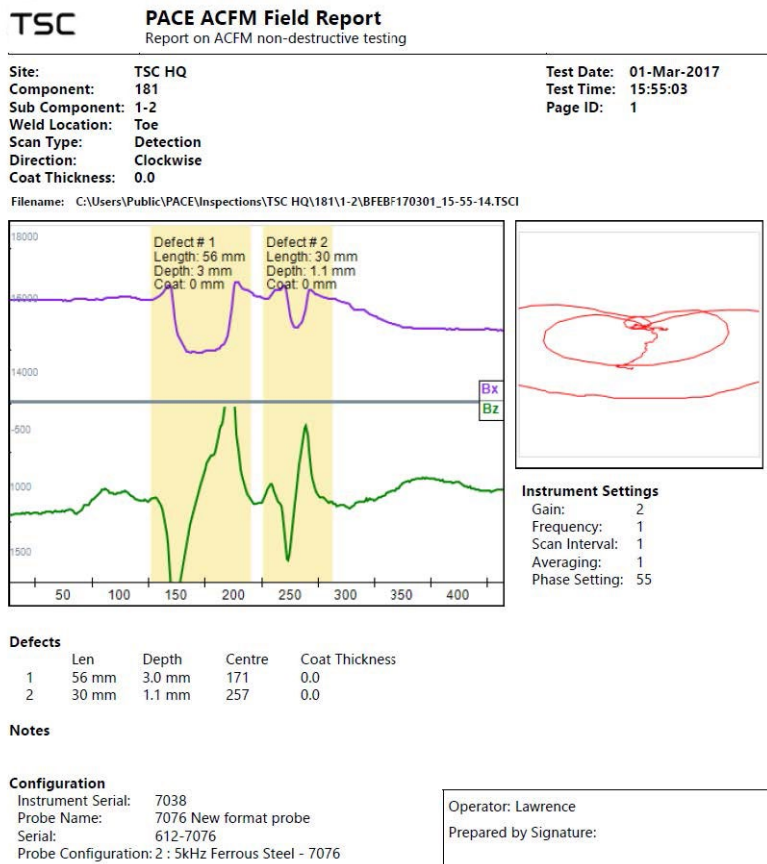 TSC
PACE ACFM Field Report
Report on ACFM non-destructive testing
Site: TSC HQ
Component: 181
Sub Component: 1-2
Weld Location: Toe
Scan Type: Detection
Direction: Clockwise
Coat Thickness: 0.0
Test Date: 01-Mar-2017
Test Time: 15:55:03
Page ID: 1
Filename: C:\Users\Public\PACE\Inspections\TSC HQ\181\1-2\BFEBF170301_15-55-14.TSCI
18000
16000
14000
Defect # 1
Length: 56 mm
Depth: 3 mm
Coat: 0 mm
Defect # 2
Length: 30 mm
Depth: 1.1 mm
Coat: 0 mm
Bx
Bz
-500
1000
1500
50 100 150 200 250 300 350 400
Instrument Settings
Gain: 2
Frequency: 1
Scan Interval: 1
Averaging: 1
Phase Setting: 55
Defects
Len Depth Centre Coat Thickness
1 56 mm 3.0 mm 171 0.0
2 30 mm 1.1 mm 257 0.0
Notes
Configuration
Instrument Serial: 7038
Probe Name: 7076 New format probe
Serial: 612-7076
Probe Configuration: 2 : 5kHz Ferrous Steel - 7076
Operator: Lawrence
Prepared by Signature: